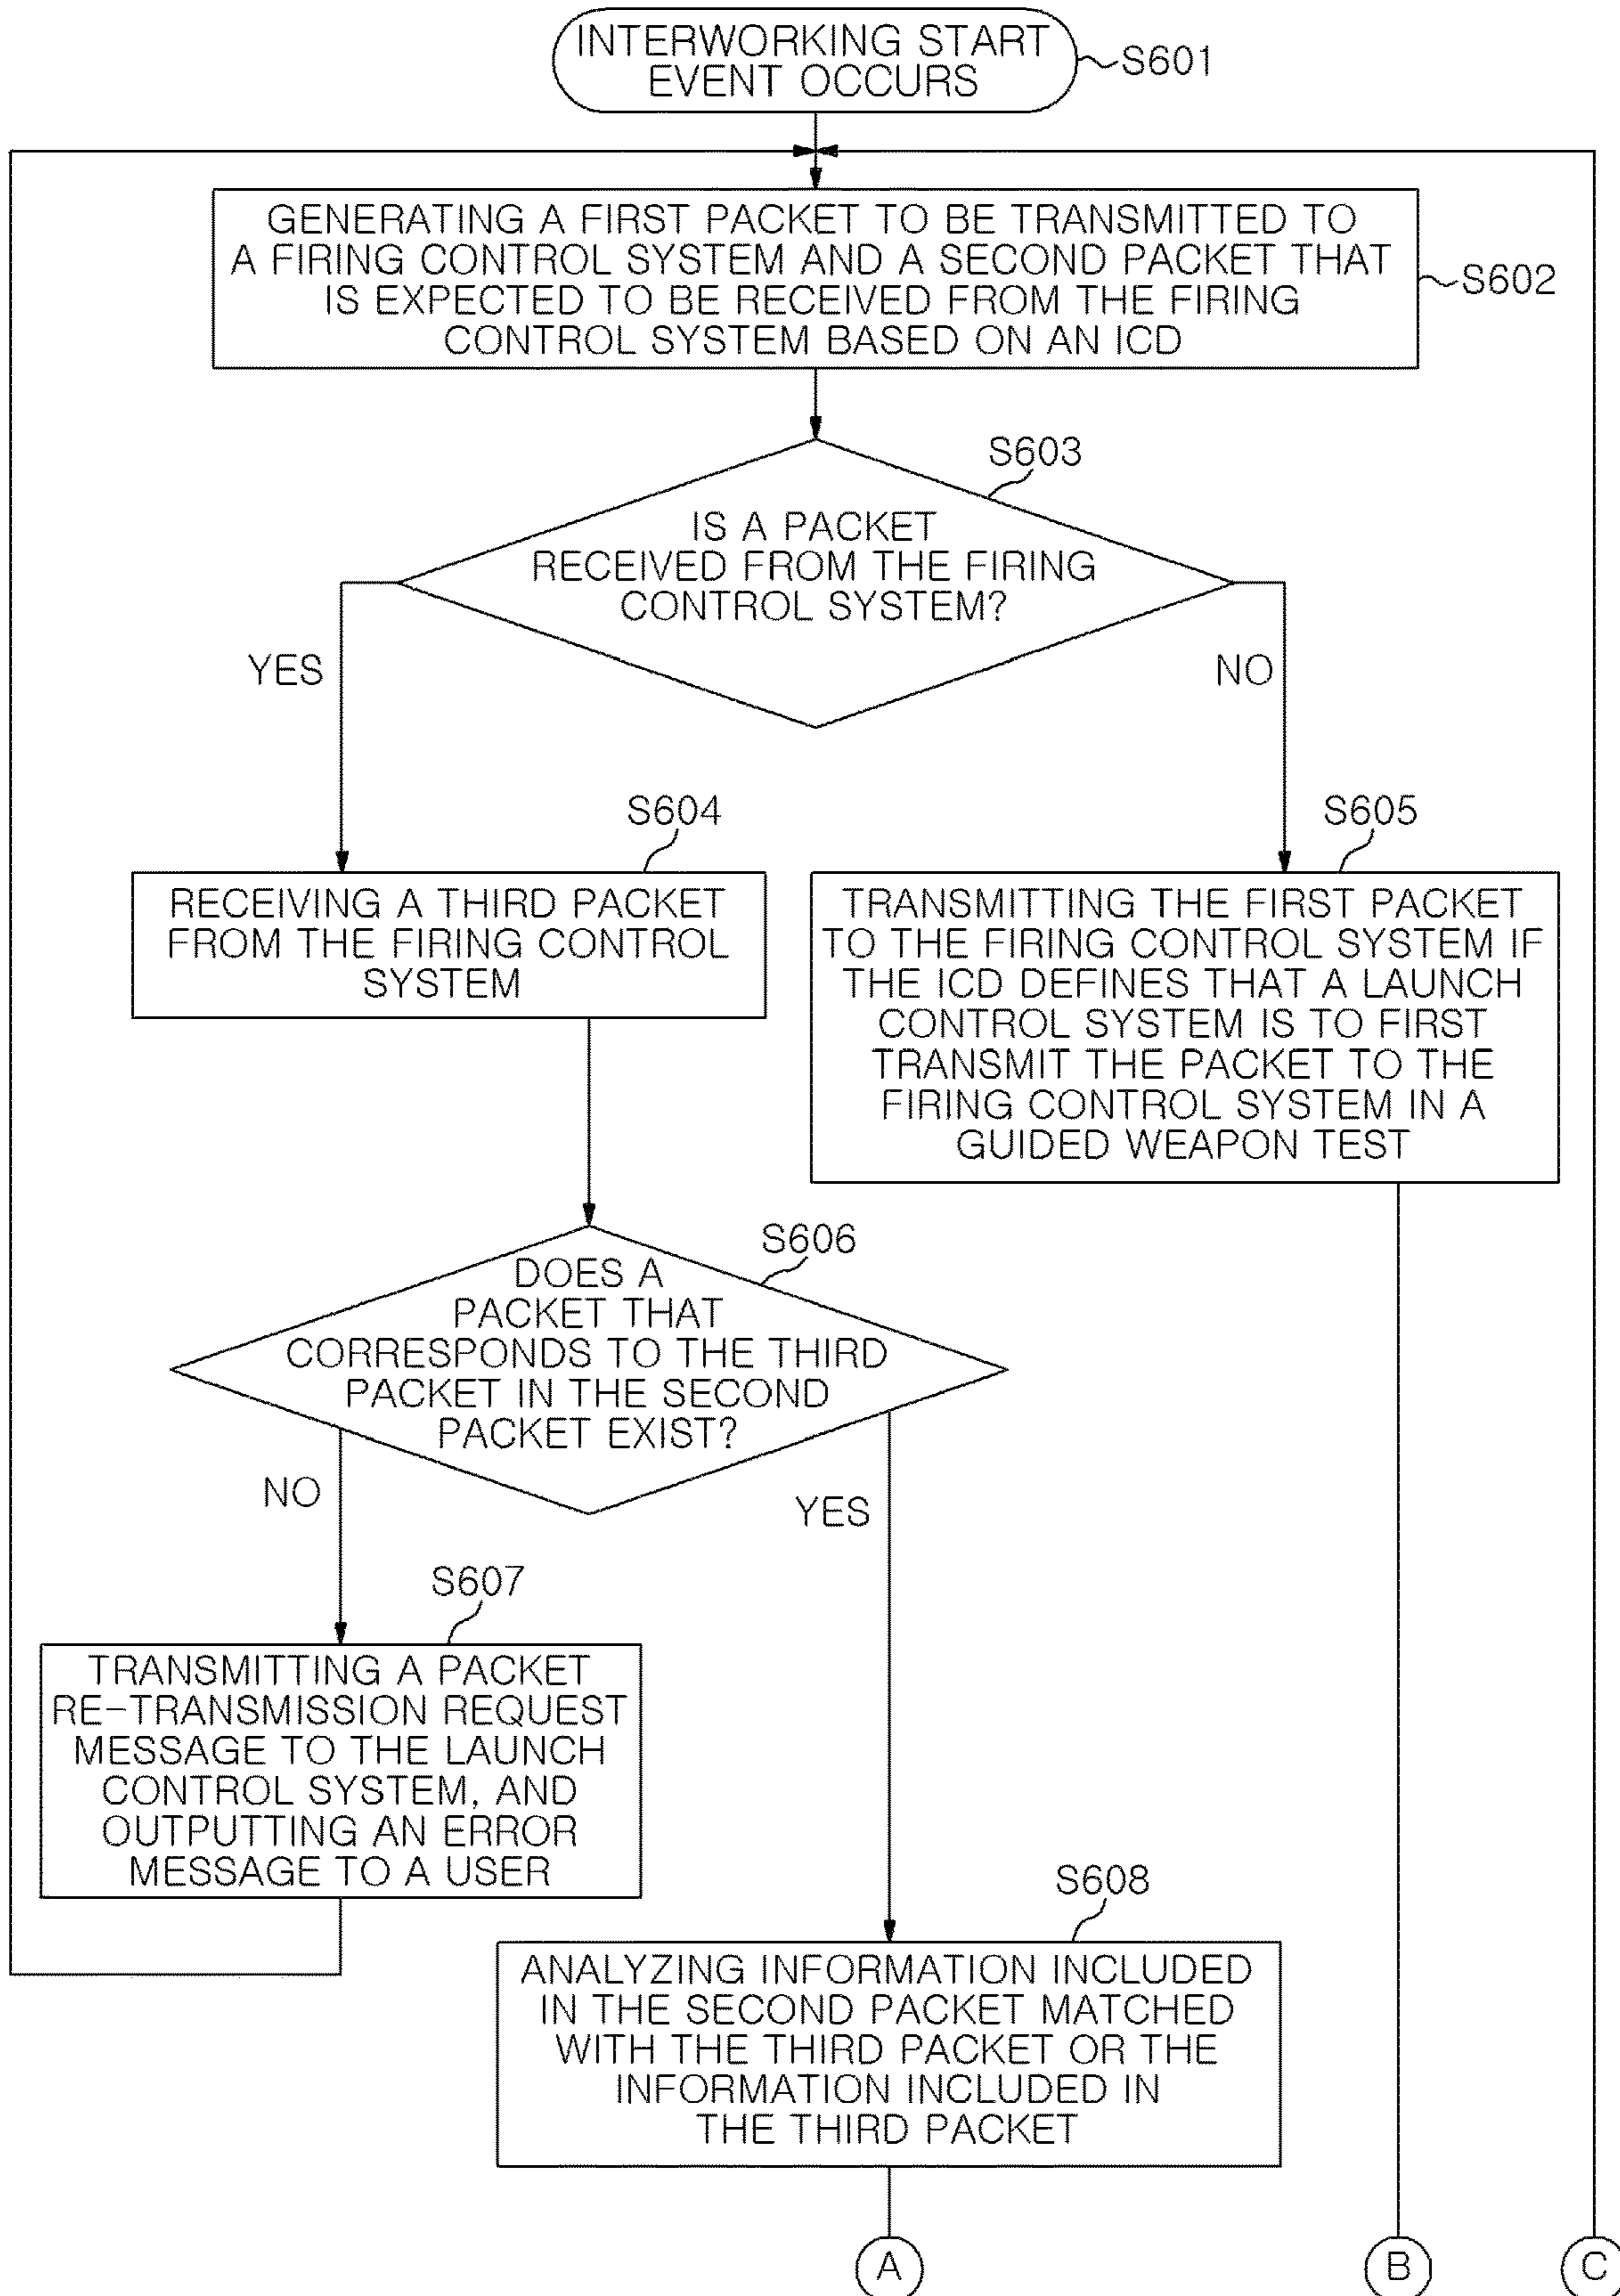 INTERWORKING START
EVENT OCCURS
S601
GENERATING A FIRST PACKET TO BE TRANSMITTED TO
A FIRING CONTROL SYSTEM AND A SECOND PACKET THAT
IS EXPECTED TO BE RECEIVED FROM THE FIRING
CONTROL SYSTEM BASED ON AN ICD
S602
S603
IS A PACKET
RECEIVED FROM THE FIRING
CONTROL SYSTEM?
YES
NO
S604
RECEIVING A THIRD PACKET
FROM THE FIRING CONTROL
SYSTEM
S605
TRANSMITTING THE FIRST PACKET
TO THE FIRING CONTROL SYSTEM IF
THE ICD DEFINES THAT A LAUNCH
CONTROL SYSTEM IS TO FIRST
TRANSMIT THE PACKET TO THE
FIRING CONTROL SYSTEM IN A
GUIDED WEAPON TEST
S606
DOES A
PACKET THAT
CORRESPONDS TO THE THIRD
PACKET IN THE SECOND
PACKET EXIST?
NO
YES
S607
TRANSMITTING A PACKET
RE-TRANSMISSION REQUEST
MESSAGE TO THE LAUNCH
CONTROL SYSTEM, AND
OUTPUTTING AN ERROR
MESSAGE TO A USER
S608
ANALYZING INFORMATION INCLUDED
IN THE SECOND PACKET MATCHED
WITH THE THIRD PACKET OR THE
INFORMATION INCLUDED IN
THE THIRD PACKET
A
B
C